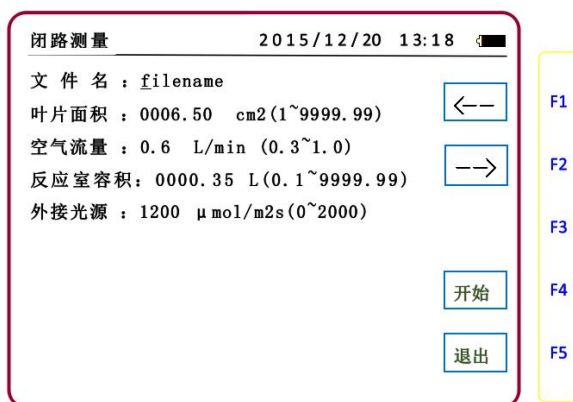 闭路测量 2015/12/20 13:18
文 件 名 : filename
叶片面积 : 0006.50 cm2(1~9999.99)
<--
F1
空气流量 : 0.6 L/min (0.3~1.0)
-->
F2
反应室容积: 0000.35 L(0.1~9999.99)
外接光源 : 1200 μmol/m2s(0~2000)
F3
开始
F4
退出
F5